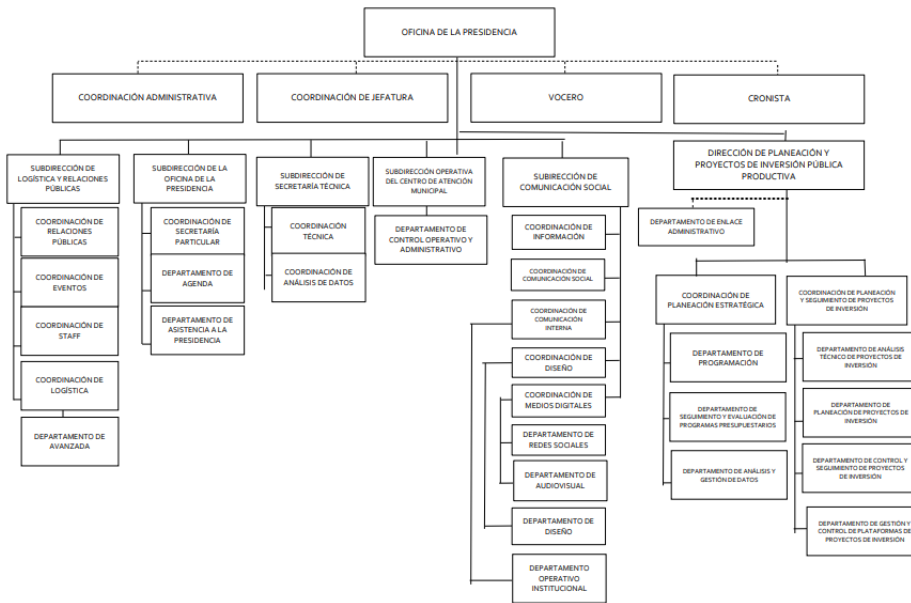 OFICINA DE LA PRESIDENCIA
COORDINACIÓN ADMINISTRATIVA
COORDINACIÓN DE JEFATURA
VOCERO
CRONISTA
SUBDIRECCIÓN DE
LOGÍSTICA Y RELACIONES
PÚBLICAS
COORDINACIÓN DE
RELACIONES
PÚBLICAS
COORDINACIÓN DE
EVENTOS
COORDINACIÓN DE
STAFF
COORDINACIÓN DE
LOGÍSTICA
DEPARTAMENTO DE
AVANZADA
SUBDIRECCIÓN DE LA
OFICINA DE LA
PRESIDENCIA
COORDINACIÓN DE
SECRETARÍA
PARTICULAR
DEPARTAMENTO DE
AGENDA
DEPARTAMENTO DE
ASISTENCIA A LA
PRESIDENCIA
SUBDIRECCIÓN DE
SECRETARÍA TÉCNICA
COORDINACIÓN
TÉCNICA
COORDINACIÓN DE
ANÁLISIS DE DATOS
SUBDIRECCIÓN OPERATIVA
DEL CENTRO DE ATENCIÓN
MUNICIPAL
DEPARTAMENTO DE
CONTROL OPERATIVO Y
ADMINISTRATIVO
SUBIRECCIÓN DE
COMUNICACIÓN SOCIAL
COORDINACIÓN DE
INFORMACIÓN
COORDINACIÓN DE
COMUNICACIÓN SOCIAL
COORDINACIÓN DE
COMUNICACIÓN
INTERNA
COORDINACIÓN DE
DISEÑO
COORDINACIÓN DE
MEDIOS DIGITALES
DEPARTAMENTO DE
REDES SOCIALES
DEPARTAMENTO DE
AUDIOVISUAL
DEPARTAMENTO DE
DISEÑO
DEPARTAMENTO
OPERATIVO
INSTITUCIONAL
DIRECCIÓN DE PLANEACIÓN Y
PROYECTOS DE INVERSIÓN PÚBLICA
PRODUCTIVA
DEPARTAMENTO DE ENLACE
ADMINISTRATIVO
COORDINACIÓN DE
PLANEACIÓN ESTRATÉGICA
DEPARTAMENTO DE
PROGRAMACIÓN
DEPARTAMENTO DE
SEGUIMIENTO Y EVALUACIÓN DE
PROGRAMAS PRESUPUESTARIOS
DEPARTAMENTO DE ANÁLISIS Y
GESTIÓN DE DATOS
COORDINACIÓN DE PLANEACIÓN
Y SEGUIMIENTO DE PROYECTOS
DE INVERSIÓN
DEPARTAMENTO DE ANÁLISIS
TÉCNICO DE PROYECTOS DE
INVERSIÓN
DEPARTAMENTO DE
PLANEACIÓN DE PROYECTOS DE
INVERSIÓN
DEPARTAMENTO DE CONTROL Y
SEGUIMIENTO DE PROYECTOS
DE INVERSIÓN
DEPARTAMENTO DE GESTIÓN Y
CONTROL DE PLATAFORMAS DE
PROYECTOS DE INVERSIÓN